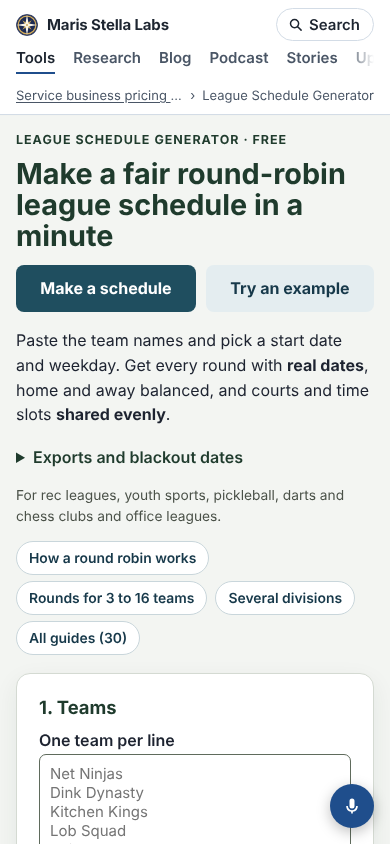 Maris Stella Labs
Search
Tools Research Blog Podcast Stories Up
Service business pricing ... › League Schedule Generator
LEAGUE SCHEDULE GENERATOR · FREE
Make a fair round-robin
league schedule in a
minute
Make a schedule Try an example
Paste the team names and pick a start date
and weekday. Get every round with real dates,
home and away balanced, and courts and time
slots shared evenly.
Exports and blackout dates
For rec leagues, youth sports, pickleball, darts and
chess clubs and office leagues.
How a round robin works
Rounds for 3 to 16 teams Several divisions
All guides (30)
1. Teams
One team per line
Net Ninjas
Dink Dynasty
Kitchen Kings
Lob Squad